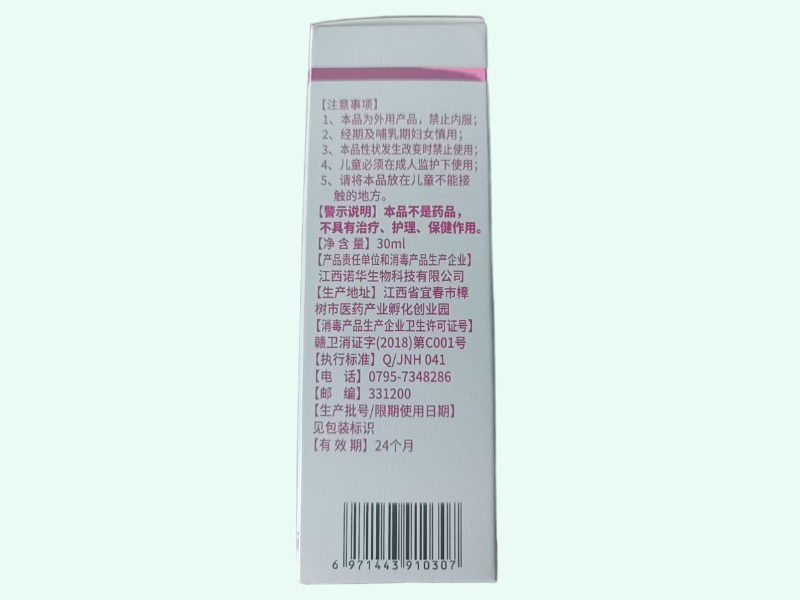 【注意事项】
1、本品为外用产品，禁止内服；
2、经期及哺乳期妇女慎用；
3、本品性状发生改变时禁止使用；
4、儿童必须在成人监护下使用；
5、请将本品放在儿童不能接
触的地方。
【警示说明】本品不是药品，
不具有治疗、护理、保健作用。
【净 含 量】30ml
【产品责任单位和消毒产品生产企业】
江西诺华生物科技有限公司
【生产地址】江西省宜春市樟
树市医药产业孵化创业园
【消毒产品生产企业卫生许可证号】
赣卫消证字(2018)第C001号
【执行标准】Q/JNH 041
【电　话】0795-7348286
【邮　编】331200
【生产批号/限期使用日期】
见包装标识
【有 效 期】24个月
6 971443 910307